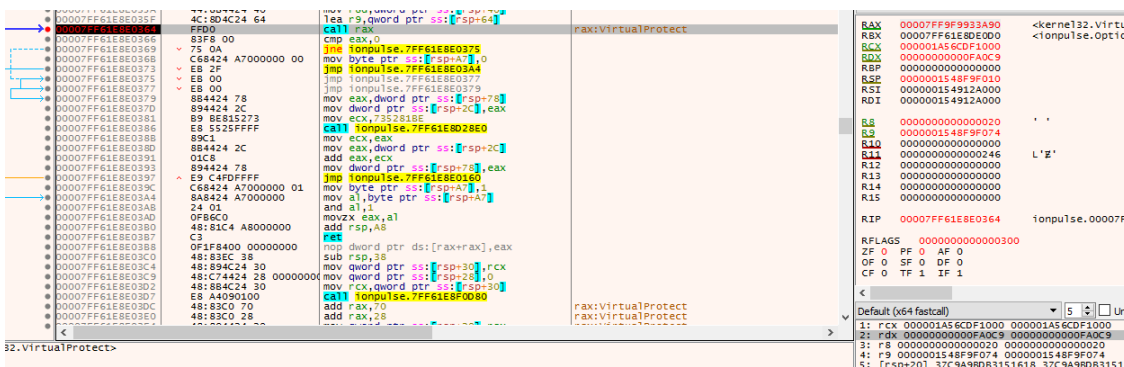 00007FF61E8E035F 4C:8D4C24 64 lea r9,qword ptr ss:[rsp+64]
00007FF61E8E0364 FFD0 call rax rax:VirtualProtect
00007FF61E8E0366 83F8 00 cmp eax,0
00007FF61E8E0369 75 0A jne ionpulse.7FF61E8E0375
00007FF61E8E036B C68424 A7000000 00 mov byte ptr ss:[rsp+A7],0
00007FF61E8E0373 EB 2F jmp ionpulse.7FF61E8E03A4
00007FF61E8E0375 EB 00 jmp ionpulse.7FF61E8E0377
00007FF61E8E0377 EB 00 jmp ionpulse.7FF61E8E0379
00007FF61E8E0379 8B4424 78 mov eax,dword ptr ss:[rsp+78]
00007FF61E8E037D 894424 2C mov dword ptr ss:[rsp+2C],eax
00007FF61E8E0381 B9 BE815273 mov ecx,735281BE
00007FF61E8E0386 E8 5525FFFF call ionpulse.7FF61E8D28E0
00007FF61E8E038B 89C1 mov ecx,eax
00007FF61E8E038D 8B4424 2C mov eax,dword ptr ss:[rsp+2C]
00007FF61E8E0391 01C8 add eax,ecx
00007FF61E8E0393 894424 78 mov dword ptr ss:[rsp+78],eax
00007FF61E8E0397 E9 C4FDFFFF jmp ionpulse.7FF61E8E0160
00007FF61E8E039C C68424 A7000000 01 mov byte ptr ss:[rsp+A7],1
00007FF61E8E03A4 8A8424 A7000000 mov al,byte ptr ss:[rsp+A7]
00007FF61E8E03AB 24 01 and al,1
00007FF61E8E03AD 0FB6C0 movzx eax,al
00007FF61E8E03B0 48:81C4 A8000000 add rsp,A8
00007FF61E8E03B7 C3 ret
00007FF61E8E03B8 0F1F8400 00000000 nop dword ptr ds:[rax+rax],eax
00007FF61E8E03C0 48:83EC 38 sub rsp,38
00007FF61E8E03C4 48:894C24 30 mov qword ptr ss:[rsp+30],rcx
00007FF61E8E03C9 48:C74424 28 0000000 mov qword ptr ss:[rsp+28],0
00007FF61E8E03D2 48:8B4C24 30 mov rcx,qword ptr ss:[rsp+30]
00007FF61E8E03D7 E8 A4090100 call ionpulse.7FF61E8F0D80
00007FF61E8E03DC 48:83C0 70 add rax,70 rax:VirtualProtect
00007FF61E8E03E0 48:83C0 28 add rax,28 rax:VirtualProtect
32.VirtualProtect>
RAX 00007FF9F9933A90 <kernel32.Virtu
RBX 00007FF61E8DE0D0 <ionpulse.Optio
RCX 000001A56CDF1000
RDX 00000000000FA0C9
RBP 0000000000000000
RSP 0000001548F9F010
RSI 000000154912A000
RDI 000000154912A000
R8 0000000000000020 ' '
R9 0000001548F9F074
R10 0000000000000000
R11 0000000000000246 L'Ɇ'
R12 0000000000000000
R13 0000000000000000
R14 0000000000000000
R15 0000000000000000
RIP 00007FF61E8E0364 ionpulse.00007F
RFLAGS 0000000000000300
ZF 0 PF 0 AF 0
OF 0 SF 0 DF 0
CF 0 TF 1 IF 1
Default (x64 fastcall) 5 Un
1: rcx 000001A56CDF1000 000001A56CDF1000
2: rdx 00000000000FA0C9 00000000000FA0C9
3: r8 0000000000000020 0000000000000020
4: r9 0000001548F9F074 0000001548F9F074